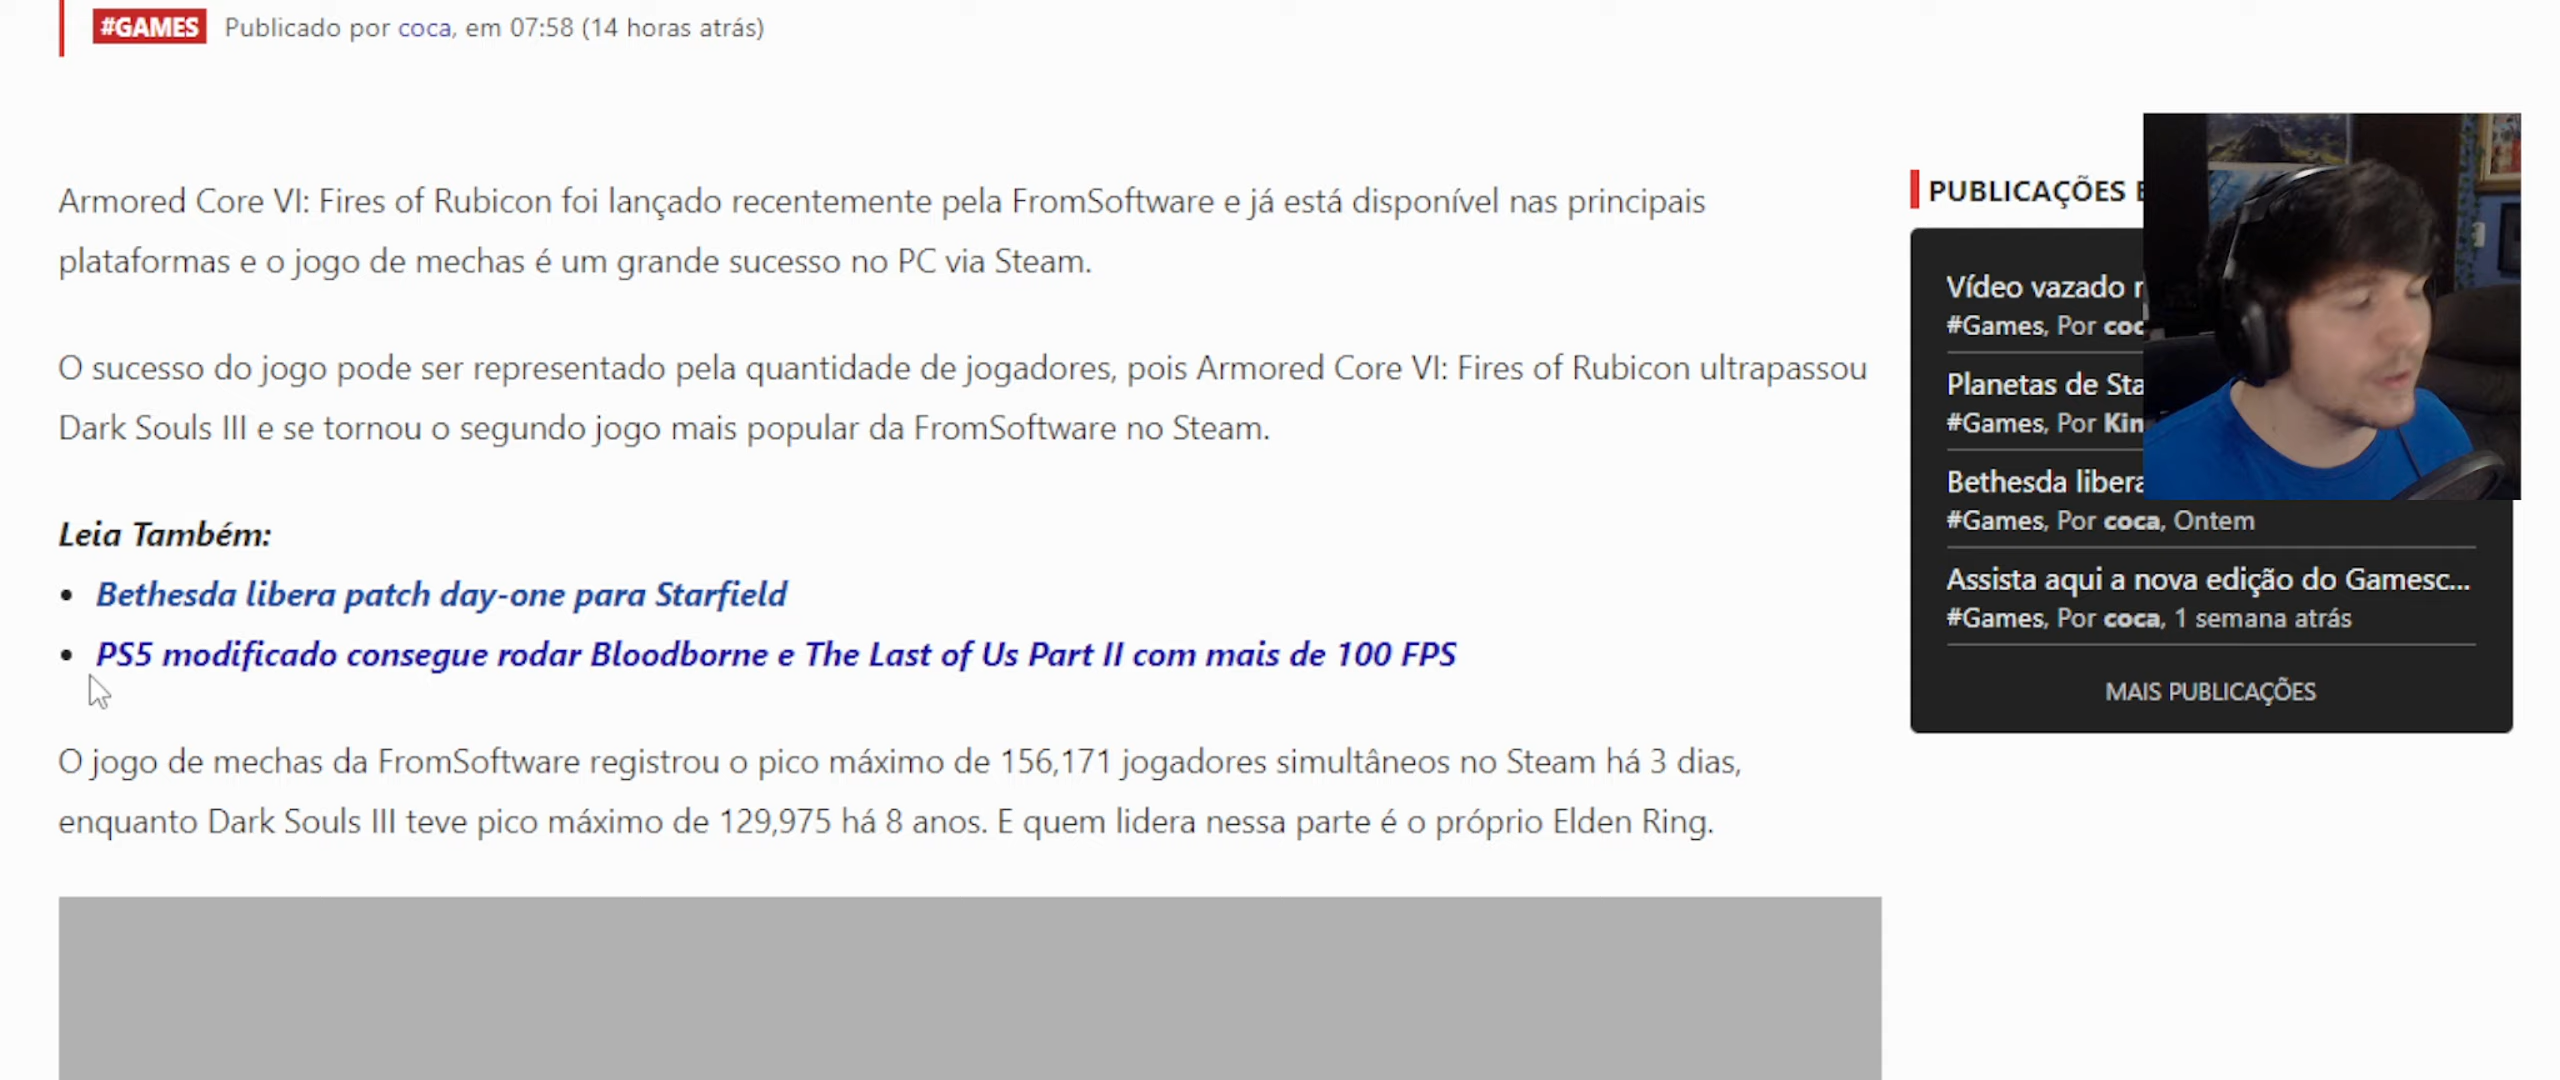 #GAMES Publicado por coca, em 07:58 (14 horas atrás)
Armored Core VI: Fires of Rubicon foi lançado recentemente pela FromSoftware e já está disponível nas principais
plataformas e o jogo de mechas é um grande sucesso no PC via Steam.
O sucesso do jogo pode ser representado pela quantidade de jogadores, pois Armored Core VI: Fires of Rubicon ultrapassou
Dark Souls III e se tornou o segundo jogo mais popular da FromSoftware no Steam.
Leia Também:
• Bethesda libera patch day-one para Starfield
• PS5 modificado consegue rodar Bloodborne e The Last of Us Part II com mais de 100 FPS
O jogo de mechas da FromSoftware registrou o pico máximo de 156,171 jogadores simultâneos no Steam há 3 dias,
enquanto Dark Souls III teve pico máximo de 129,975 há 8 anos. E quem lidera nessa parte é o próprio Elden Ring.
PUBLICAÇÕES
Vídeo vazado
#Games, Por
Planetas de
#Games, Por
Bethesda libera
#Games, Por coca, Ontem
Assista aqui a nova edição do Gamesc...
#Games, Por coca, 1 semana atrás
MAIS PUBLICAÇÕES